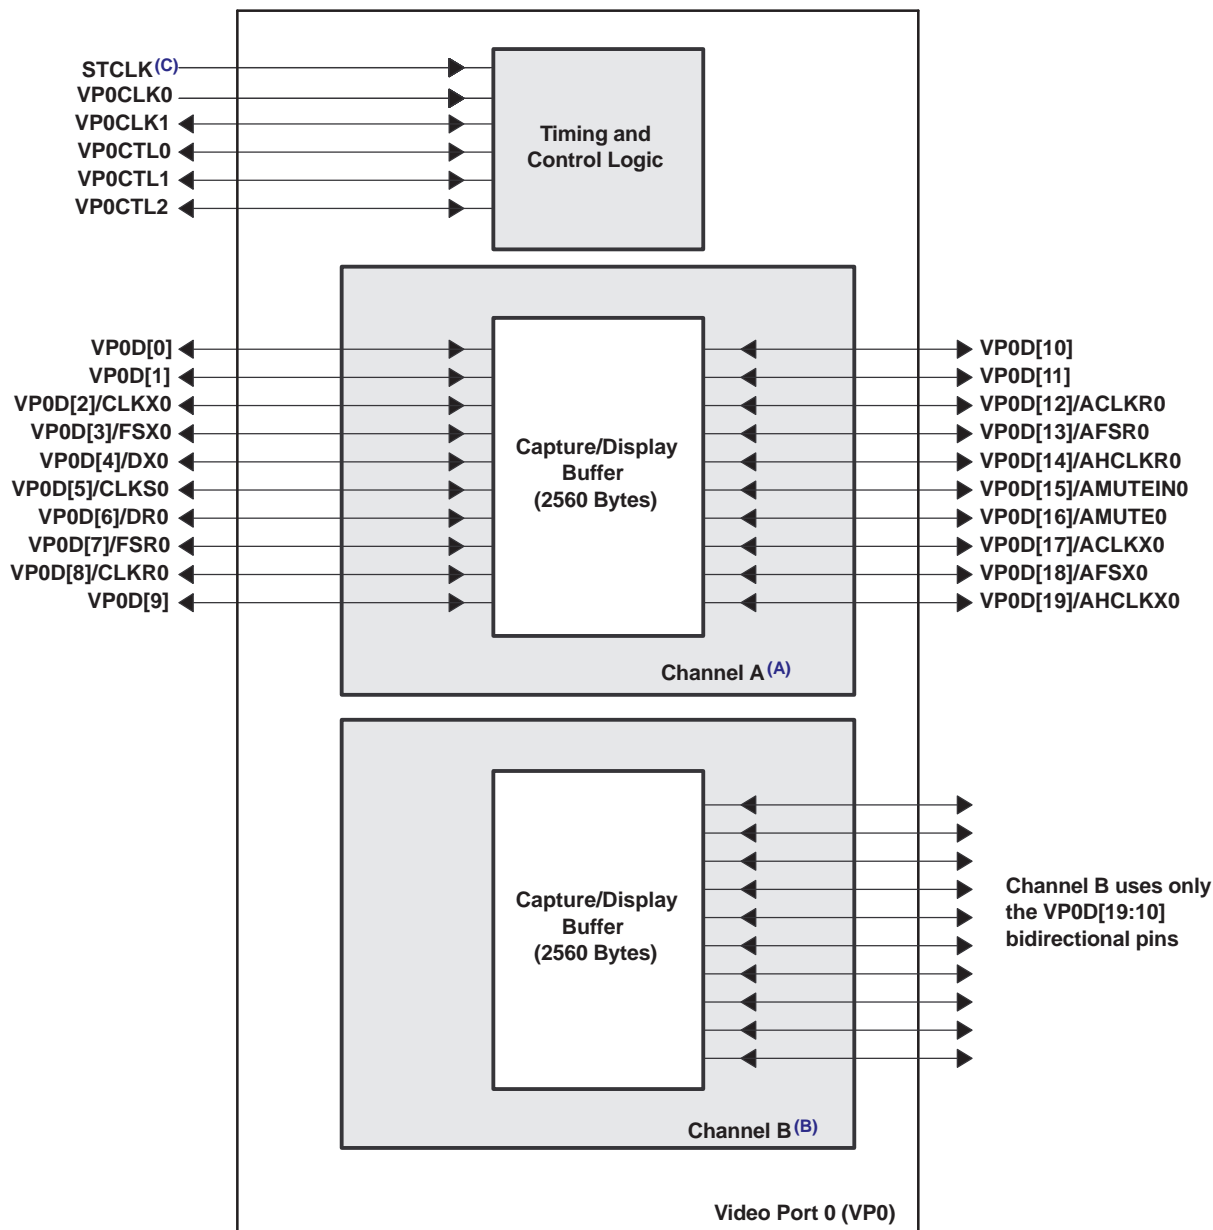 STCLK(C)
VP0CLK0
VP0CLK1
VP0CTL0
VP0CTL1
VP0CTL2
Timing and
Control Logic
VP0D[0]
VP0D[1]
VP0D[2]/CLKX0
VP0D[3]/FSX0
VP0D[4]/DX0
VP0D[5]/CLKS0
VP0D[6]/DR0
VP0D[7]/FSR0
VP0D[8]/CLKR0
VP0D[9]
Capture/Display
Buffer
(2560 Bytes)
VP0D[10]
VP0D[11]
VP0D[12]/ACLKR0
VP0D[13]/AFSR0
VP0D[14]/AHCLKR0
VP0D[15]/AMUTEIN0
VP0D[16]/AMUTE0
VP0D[17]/ACLKX0
VP0D[18]/AFSX0
VP0D[19]/AHCLKX0
Channel A(A)
Capture/Display
Buffer
(2560 Bytes)
Channel B uses only
the VP0D[19:10]
bidirectional pins
Channel B(B)
Video Port 0 (VP0)